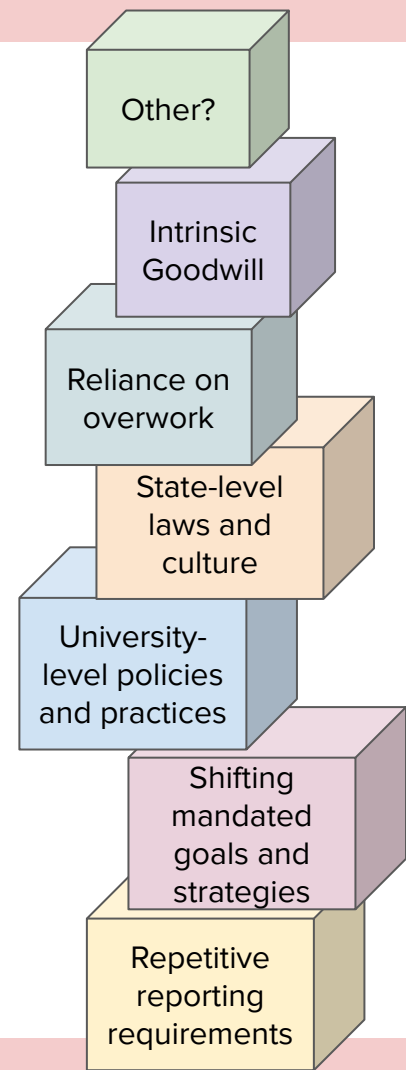 Other?
Intrinsic
Goodwill
Reliance on
overwork
State-level
laws and
culture
University-
level policies
and practices
Shifting
mandated
goals and
strategies
Repetitive
reporting
requirements